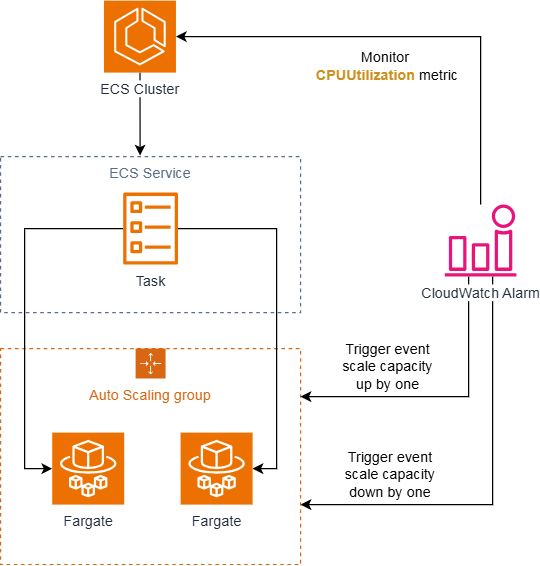 ECS Cluster
Monitor
CPUUtilization metric
ECS Service
Task
CloudWatch Alarm
Trigger event
scale capacity
up by one
Auto Scaling group
Trigger event
scale capacity
down by one
Fargate
Fargate